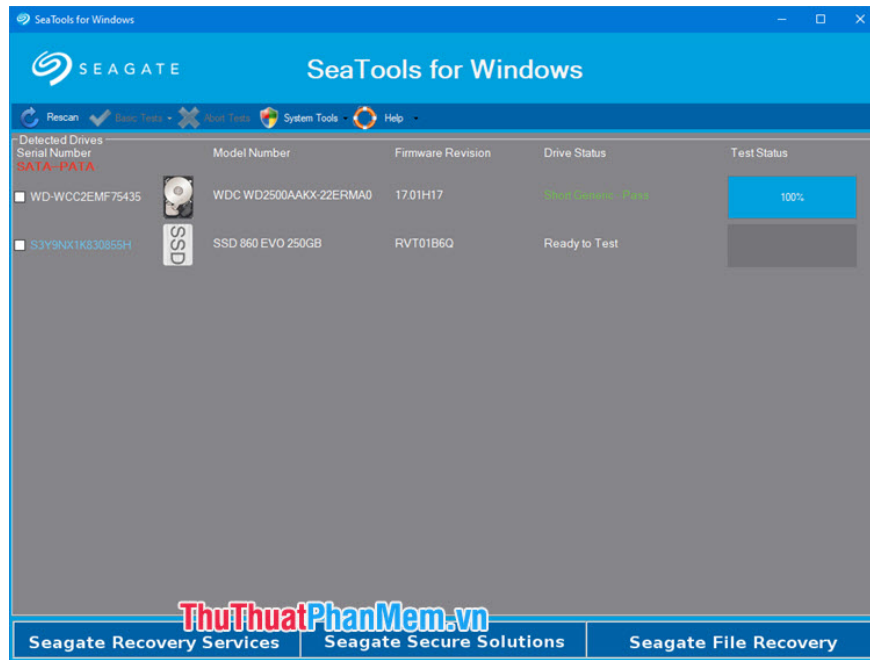 SeaTools for Windows
SEAGATE
SeaTools for Windows
Rescan Basic Tests Abort Tests System Tools Help
Detected Drives
Serial Number Model Number Firmware Revision Drive Status Test Status
SATA--PATA
WD-WCC2EMF75435 WDC WD2500AAKX-22ERMA0 17.01H17 Short Generic - Pass 100%
S3Y9NX1K830855H SSD SSD 860 EVO 250GB RVT01B6Q Ready to Test
ThuThuatPhanMem.vn
Seagate Recovery Services Seagate Secure Solutions Seagate File Recovery